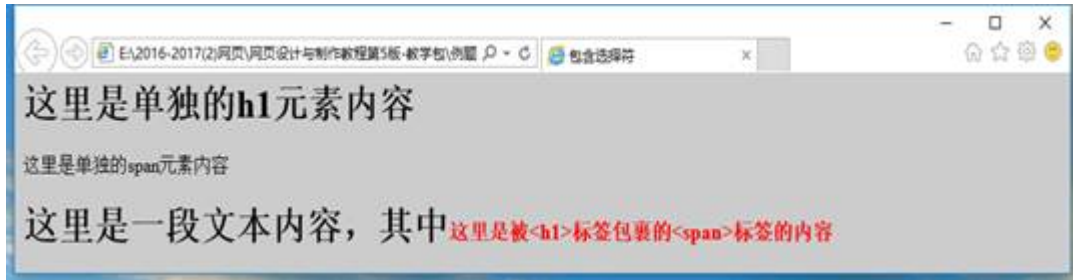 E:\2016-2017(2)网页\网页设计与制作教程第5版-教学包\例题
包含选择符
这里是单独的h1元素内容
这里是单独的span元素内容
这里是一段文本内容，其中这里是被<h1>标签包裹的<span>标签的内容